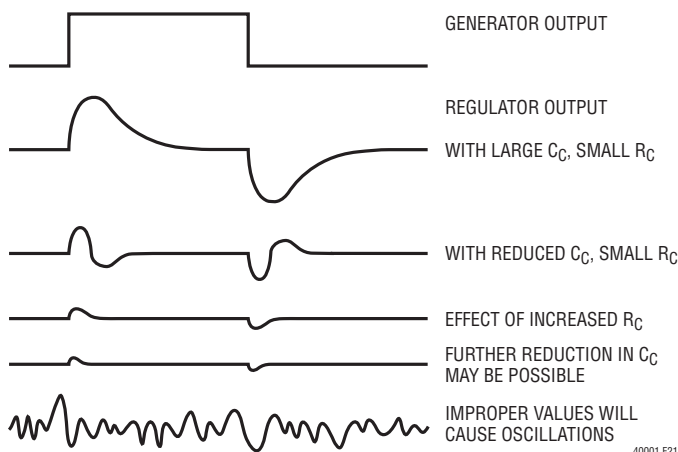 GENERATOR OUTPUT
REGULATOR OUTPUT
WITH LARGE CC, SMALL RC
WITH REDUCED CC, SMALL RC
EFFECT OF INCREASED RC
FURTHER REDUCTION IN CC
MAY BE POSSIBLE
IMPROPER VALUES WILL
CAUSE OSCILLATIONS
40001 F21